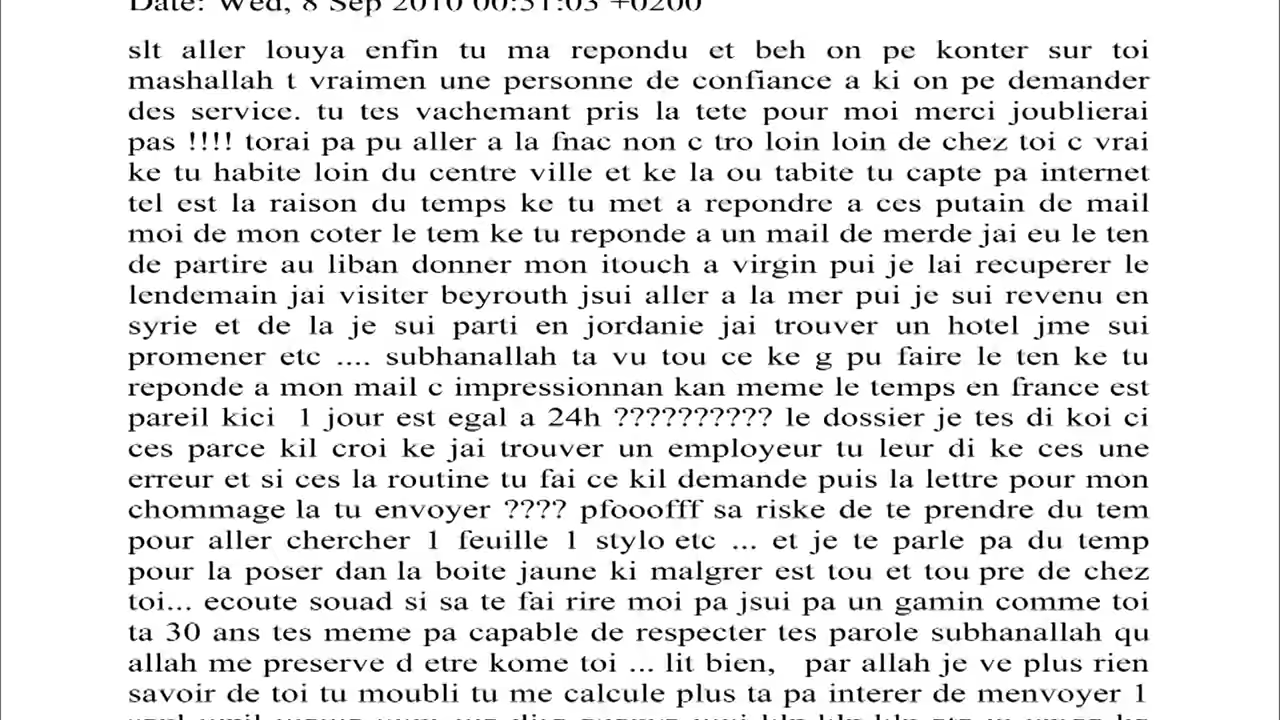 Date: Wed, 8 Sep 2010 00:51:03 +0200
slt aller louya enfin tu ma repondu et beh on pe konter sur toi
mashallah t vraimen une personne de confiance a ki on pe demander
des service. tu tes vachemant pris la tete pour moi merci joublierai
pas !!!! torai pa pu aller a la fnac non c tro loin loin de chez toi c vrai
ke tu habite loin du centre ville et ke la ou tabite tu capte pa internet
tel est la raison du temps ke tu met a repondre a ces putain de mail
moi de mon coter le tem ke tu reponde a un mail de merde jai eu le ten
de partire au liban donner mon itouch a virgin pui je lai recuperer le
lendemain jai visiter beyrouth jsui aller a la mer pui je sui revenu en
syrie et de la je sui parti en jordanie jai trouver un hotel jme sui
promener etc .... subhanallah ta vu tou ce ke g pu faire le ten ke tu
reponde a mon mail c impressionnan kan meme le temps en france est
pareil kici 1 jour est egal a 24h ?????????? le dossier je tes di koi ci
ces parce kil croi ke jai trouver un employeur tu leur di ke ces une
erreur et si ces la routine tu fai ce kil demande puis la lettre pour mon
chommage la tu envoyer ???? pfooofff sa riske de te prendre du tem
pour aller chercher 1 feuille 1 stylo etc ... et je te parle pa du temp
pour la poser dan la boite jaune ki malgrer est tou et tou pre de chez
toi... ecoute souad si sa te fai rire moi pa jsui pa un gamin comme toi
ta 30 ans tes meme pa capable de respecter tes parole subhanallah qu
allah me preserve d etre kome toi ... lit bien, par allah je ve plus rien
savoir de toi tu moubli tu me calcule plus ta pa interer de menvoyer 1